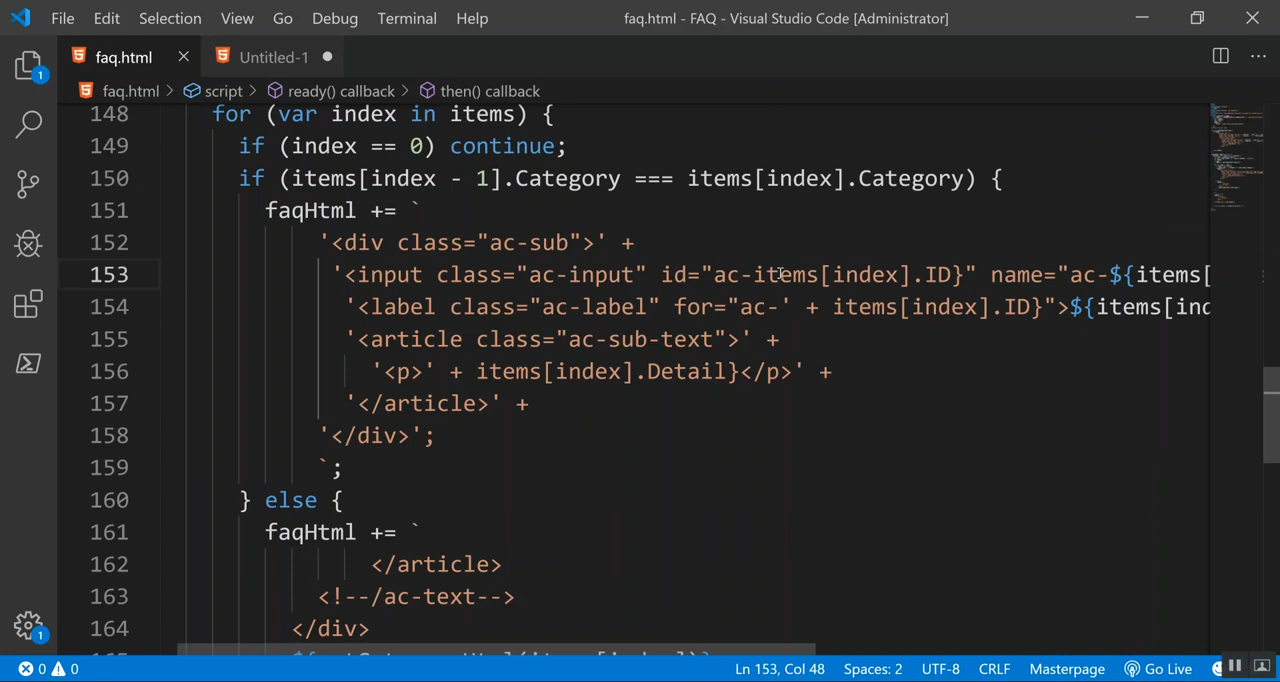 File Edit Selection View Go Debug Terminal Help faq.html - FAQ - Visual Studio Code [Administrator]
faq.html Untitled-1
faq.html > script > ready() callback > then() callback
148 for (var index in items) {
149 if (index == 0) continue;
150 if (items[index - 1].Category === items[index].Category) {
151 faqHtml += `
152 '<div class="ac-sub">' +
153 '<input class="ac-input" id="ac-items[index].ID}" name="ac-${items[
154 '<label class="ac-label" for="ac-' + items[index].ID}">${items[ind
155 '<article class="ac-sub-text">' +
156 '<p>' + items[index].Detail}</p>' +
157 '</article>' +
158 '</div>';
159 `;
160 } else {
161 faqHtml += `
162 </article>
163 <!--/ac-text-->
164 </div>
1
1
0 0 Ln 153, Col 48 Spaces: 2 UTF-8 CRLF Masterpage Go Live